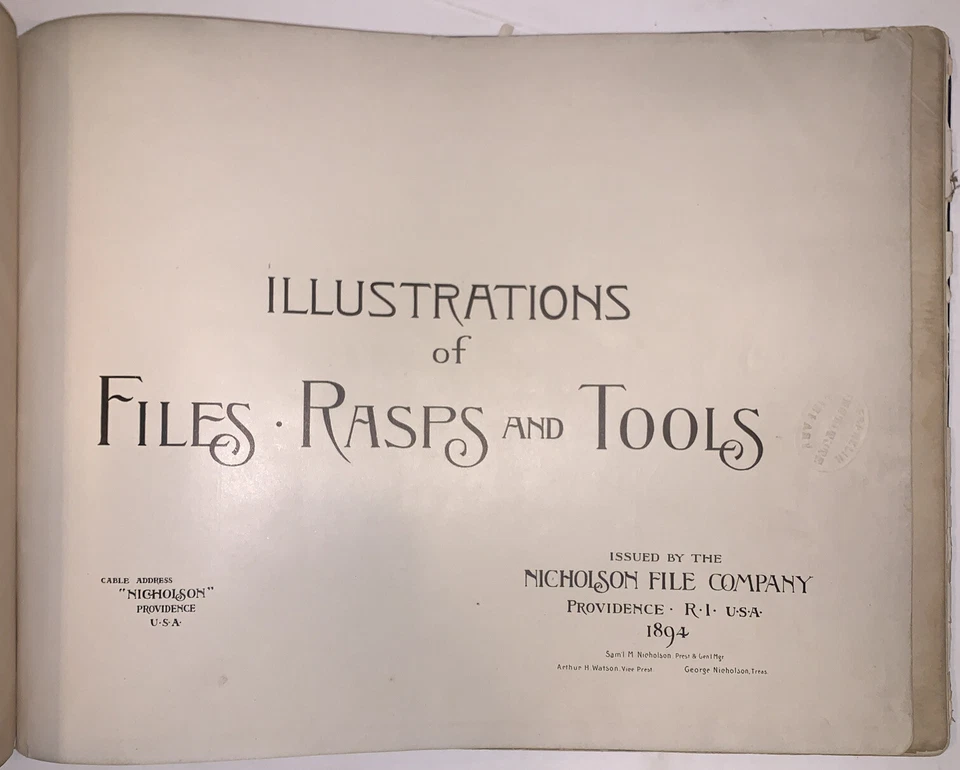 ILLUSTRATIONS
of
FILES · RASPS AND TOOLS
CABLE ADDRESS
"NICHOLSON"
PROVIDENCE
U·S·A·
ISSUED BY THE
NICHOLSON FILE COMPANY
PROVIDENCE · R·I· U·S·A·
1894
Sam'l M. Nicholson, Prest & Gen'l Mgr
Arthur H. Watson, Vice Prest George Nicholson, Treas